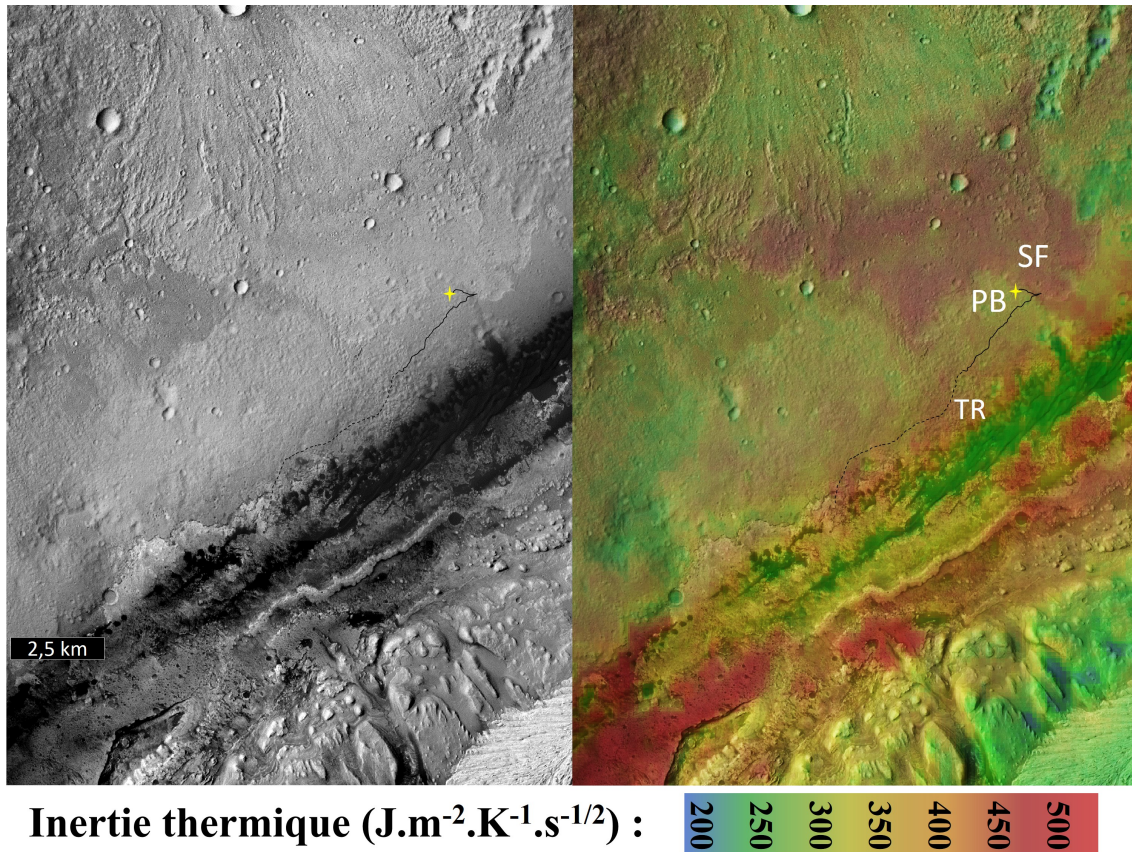 SF
PB
TR
2,5 km
Inertie thermique (J.m-2.K-1.s-1/2) :
200 250 300 350 400 450 500